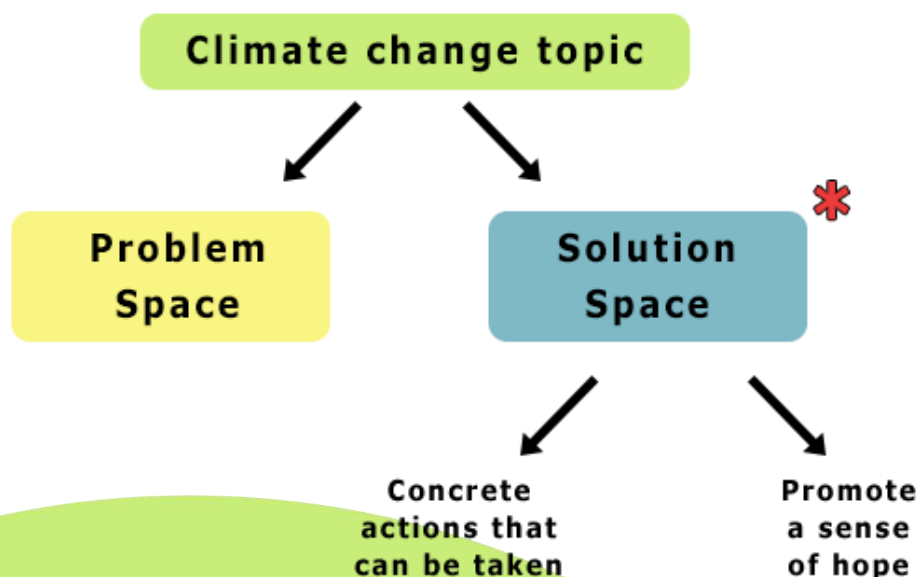 Climate change topic
Problem
Space
Solution
Space
Concrete
actions that
can be taken
Promote
a sense
of hope